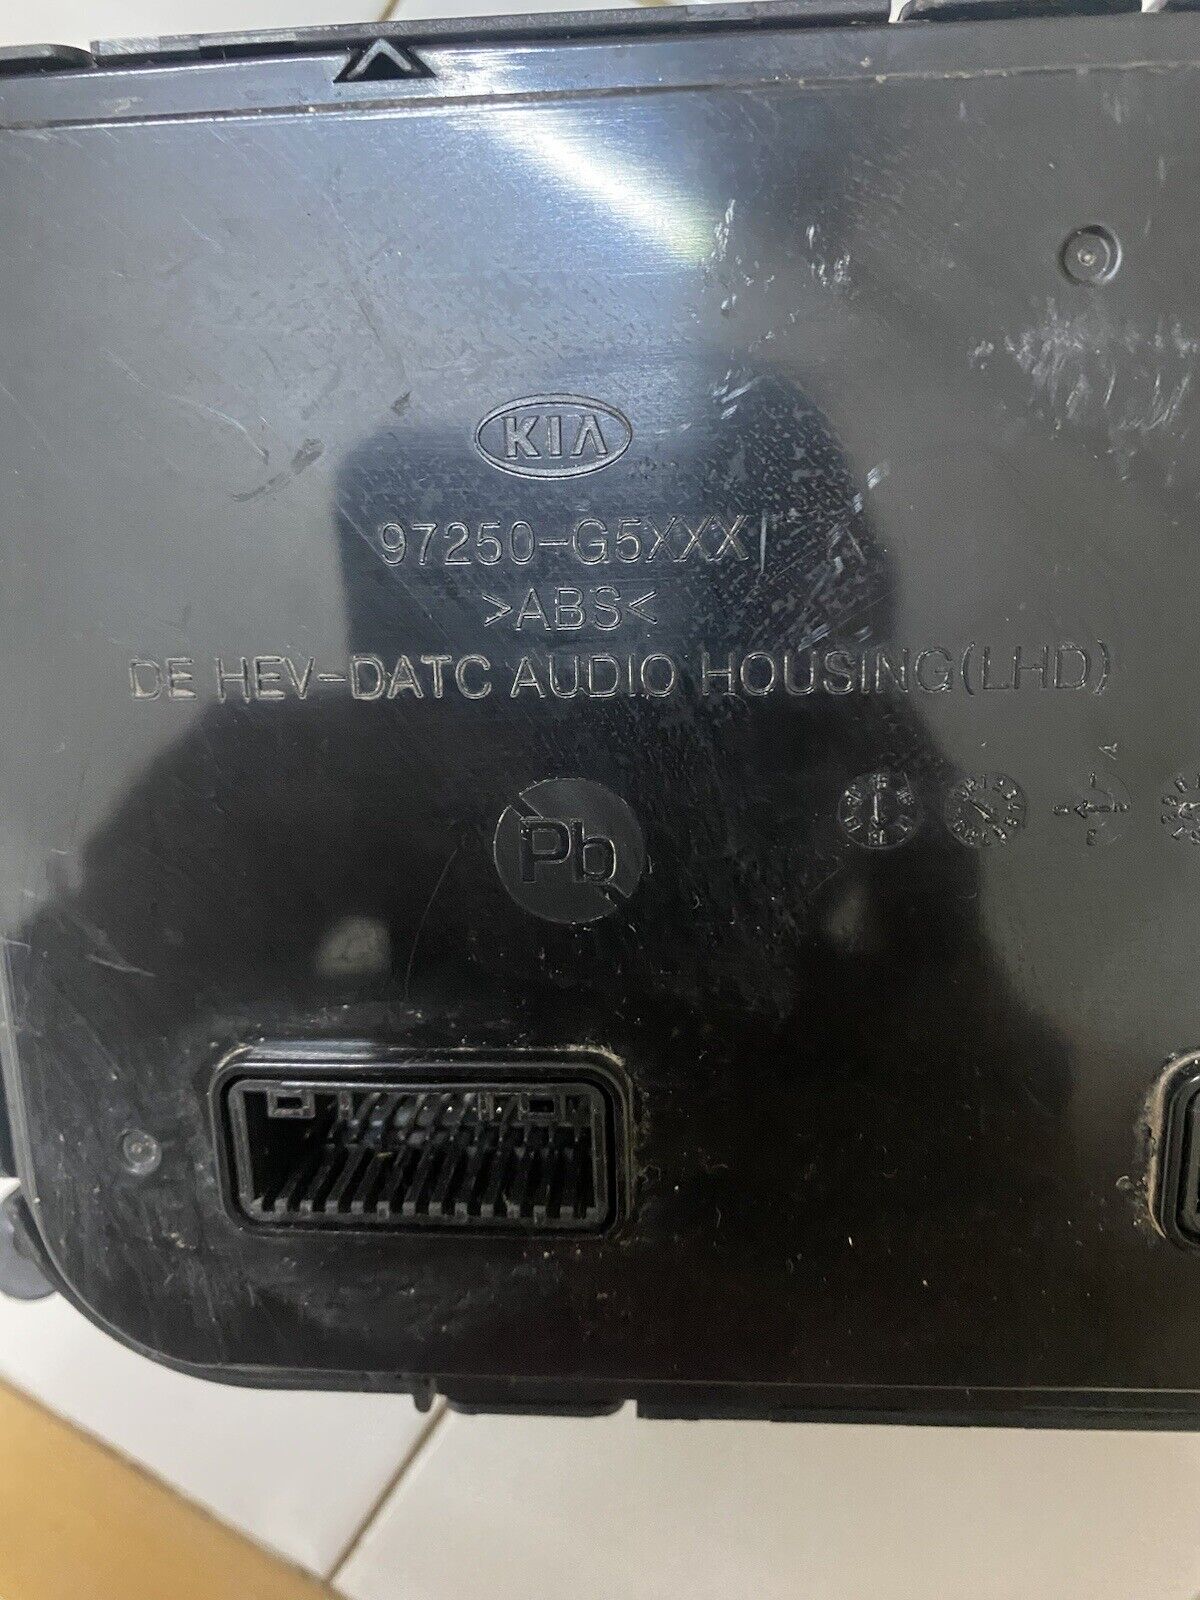 KIA
97250-G5XXX
>ABS<
DE HEV-DATC AUDIO HOUSING(LHD)
Pb